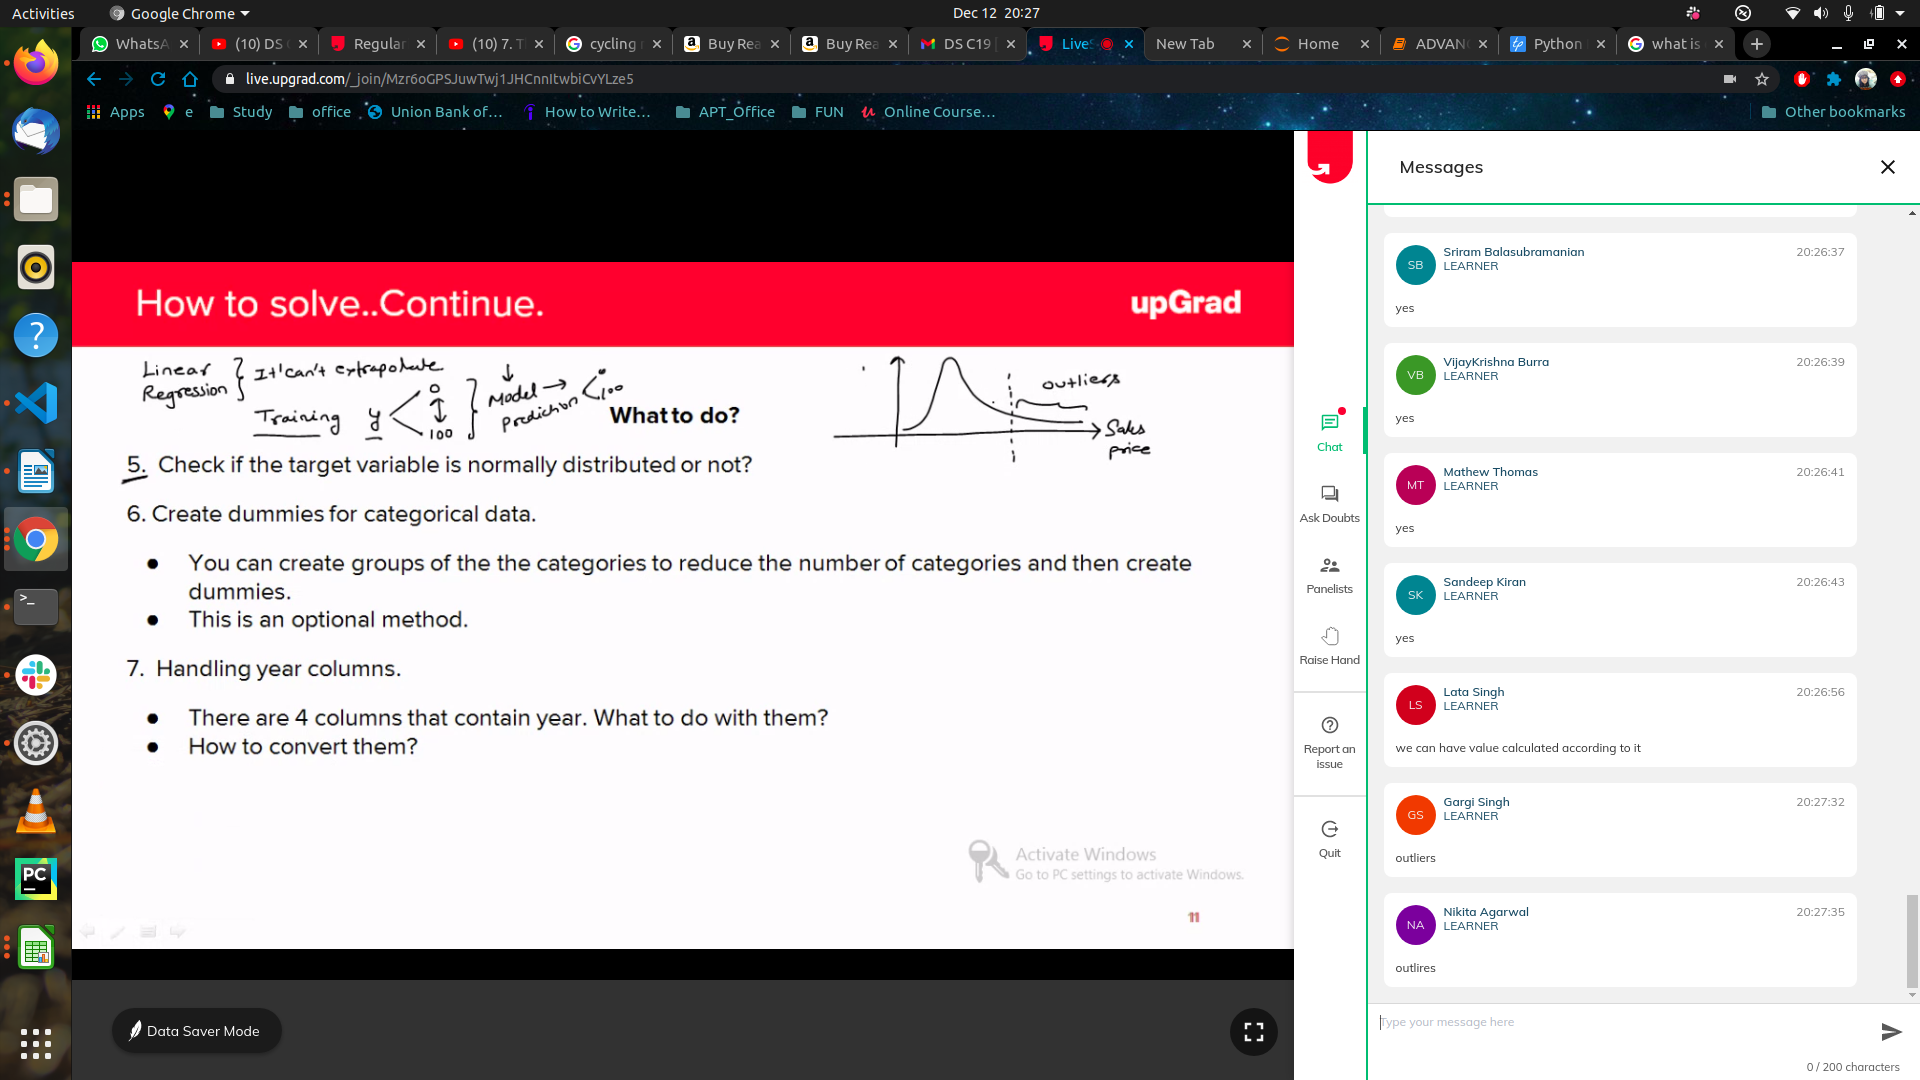 Activities
Google Chrome
Dec 12 20:27
WhatsA
(10) DS
Regular
(10) 7. T
cycling
Buy Rea
Buy Rea
DS C19
Live
New Tab
Home
ADVAN
Python
what is
live.upgrad.com/_join/Mzr6oGPSJuwTwj1JHCnnItwbiCvYLze5
Apps
e
Study
office
Union Bank of...
How to Write...
APT_Office
FUN
Online Course...
Other bookmarks
How to solve..Continue.
upGrad
Linear
Regression
It can't extrapolate
Training y
0
100
Model
prediction
0
100
What to do?
outliers
Sales
price
5. Check if the target variable is normally distributed or not?
6. Create dummies for categorical data.
● You can create groups of the the categories to reduce the number of categories and then create
dummies.
● This is an optional method.
7. Handling year columns.
● There are 4 columns that contain year. What to do with them?
● How to convert them?
Activate Windows
Go to PC settings to activate Windows.
11
Data Saver Mode
Chat
Ask Doubts
Panelists
Raise Hand
Report an
issue
Quit
Messages
SB
Sriram Balasubramanian
20:26:37
LEARNER
yes
VB
VijayKrishna Burra
20:26:39
LEARNER
yes
MT
Mathew Thomas
20:26:41
LEARNER
yes
SK
Sandeep Kiran
20:26:43
LEARNER
yes
LS
Lata Singh
20:26:56
LEARNER
we can have value calculated according to it
GS
Gargi Singh
20:27:32
LEARNER
outliers
NA
Nikita Agarwal
20:27:35
LEARNER
outlires
Type your message here
0 / 200 characters
PC